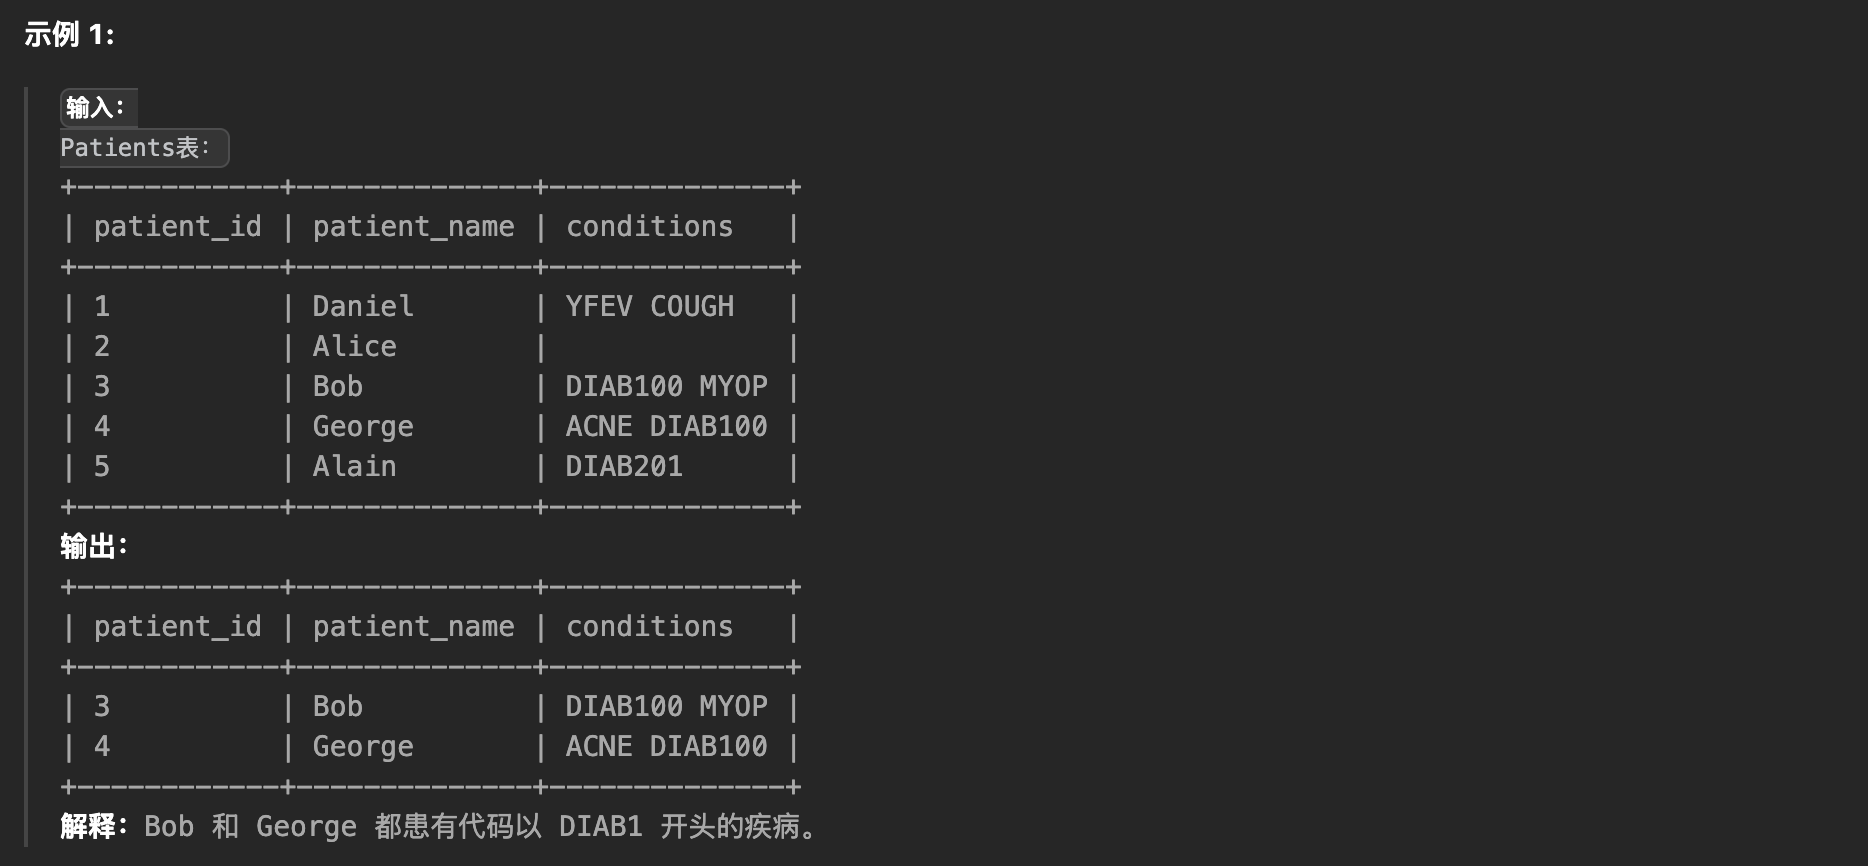 示例 1:
输入：
Patients表：
+------------+--------------+--------------+
| patient_id | patient_name | conditions   |
+------------+--------------+--------------+
| 1          | Daniel       | YFEV COUGH   |
| 2          | Alice        |              |
| 3          | Bob          | DIAB100 MYOP |
| 4          | George       | ACNE DIAB100 |
| 5          | Alain        | DIAB201      |
+------------+--------------+--------------+
输出：
+------------+--------------+--------------+
| patient_id | patient_name | conditions   |
+------------+--------------+--------------+
| 3          | Bob          | DIAB100 MYOP |
| 4          | George       | ACNE DIAB100 |
+------------+--------------+--------------+
解释：Bob 和 George 都患有代码以 DIAB1 开头的疾病。